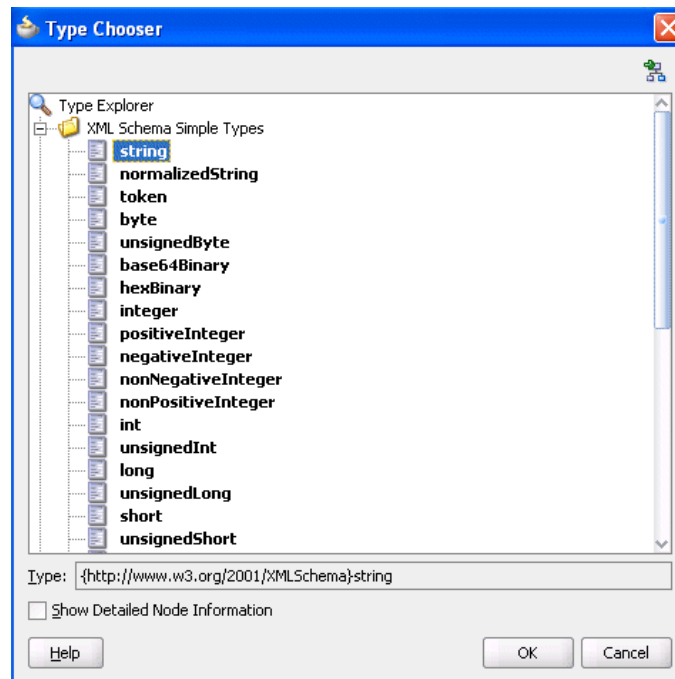 Type Chooser
Type Explorer
XML Schema Simple Types
string
normalizedString
token
byte
unsignedByte
base64Binary
hexBinary
integer
positiveInteger
negativeInteger
nonNegativeInteger
nonPositiveInteger
int
unsignedInt
long
unsignedLong
short
unsignedShort
Type: {http://www.w3.org/2001/XMLSchema}string
Show Detailed Node Information
Help OK Cancel